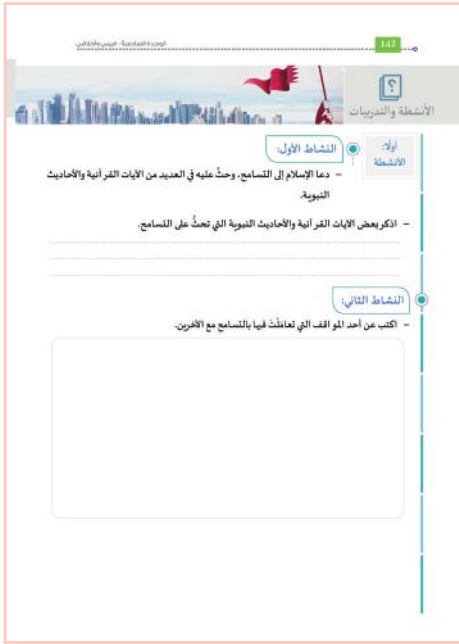 142
الوحدة السادسة: قيمي وأخلاقي
الأنشطة والتدريبات
أولًا:
الأنشطة
النشاط الأول:
– دعا الإسلام إلى التسامح، وحثَّ عليه في العديد من الآيات القرآنية والأحاديث
النبوية.
– اذكر بعض الآيات القرآنية والأحاديث النبوية التي تحثُّ على التسامح.
النشاط الثاني:
– اكتب عن أحد المواقف التي تعاملتَ فيها بالتسامح مع الآخرين.